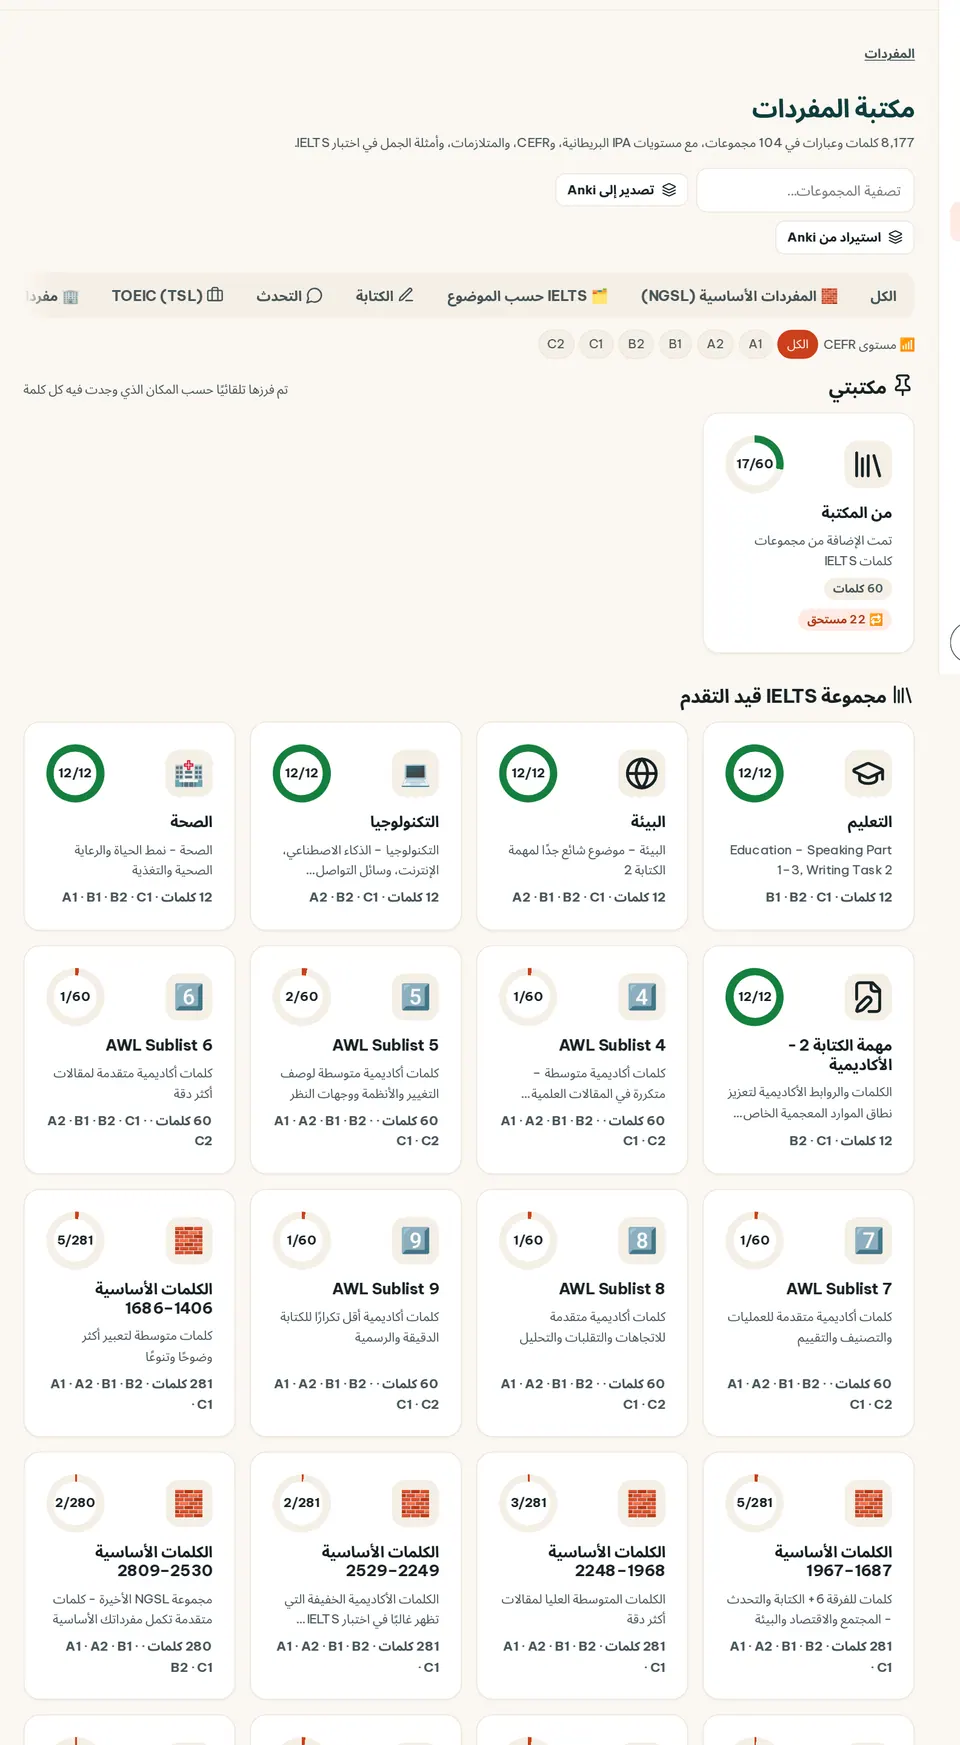 المفردات
مكتبة المفردات
8,177 كلمات وعبارات في 104 مجموعات، مع مستويات IPA البريطانية، وCEFR، والمتلازمات، وأمثلة الجمل في اختبار IELTS.
تصفية المجموعات...
تصدير إلى Anki
استيراد من Anki
الكل
المفردات الأساسية (NGSL)
IELTS حسب الموضوع
الكتابة
التحدث
TOEIC (TSL)
مستوى CEFR
الكل
A1
A2
B1
B2
C1
C2
مكتبتي
تم فرزها تلقائيًا حسب المكان الذي وجدت فيه كل كلمة
17/60
من المكتبة
تمت الإضافة من مجموعات
كلمات IELTS
60 كلمات
22 مستحق
مجموعة IELTS قيد التقدم
12/12
التعليم
Education – Speaking Part
1–3, Writing Task 2
12 كلمات · B1 · B2 · C1
12/12
البيئة
البيئة – موضوع شائع جدًا لمهمة
الكتابة 2
12 كلمات · A2 · B1 · B2 · C1
12/12
التكنولوجيا
التكنولوجيا – الذكاء الاصطناعي،
الإنترنت، وسائل التواصل...
12 كلمات · A2 · B2 · C1
12/12
الصحة
الصحة – نمط الحياة والرعاية
الصحية والتغذية
12 كلمات · A1 · B1 · B2 · C1
12/12
مهمة الكتابة 2 -
الأكاديمية
الكلمات والروابط الأكاديمية لتعزيز
نطاق الموارد المعجمية الخاص...
12 كلمات · B2 · C1
4
1/60
AWL Sublist 4
كلمات أكاديمية متوسطة –
متكررة في المقالات العلمية...
60 كلمات · A1 · A2 · B1 · B2 ·
C1 · C2
5
2/60
AWL Sublist 5
كلمات أكاديمية متوسطة لوصف
التغيير والأنظمة ووجهات النظر
60 كلمات · A1 · A2 · B1 · B2 ·
C1 · C2
6
1/60
AWL Sublist 6
كلمات أكاديمية متقدمة لمقالات
أكثر دقة
60 كلمات · A2 · B1 · B2 · C1 ·
C2
7
1/60
AWL Sublist 7
كلمات أكاديمية متقدمة للعمليات
والتصنيف والتقييم
60 كلمات · A1 · A2 · B1 · B2 ·
C1 · C2
8
1/60
AWL Sublist 8
كلمات أكاديمية متقدمة
للاتجاهات والتقلبات والتحليل
60 كلمات · A1 · A2 · B1 · B2 ·
C1 · C2
9
1/60
AWL Sublist 9
كلمات أكاديمية أقل تكرارًا للكتابة
الدقيقة والرسمية
60 كلمات · A1 · A2 · B1 · B2 ·
C1 · C2
5/281
الكلمات الأساسية
1406–1686
كلمات متوسطة لتعبير أكثر
وضوحًا وتنوعًا
281 كلمات · A1 · A2 · B1 · B2
· C1
5/281
الكلمات الأساسية
1687–1967
كلمات للفرقة 6+ الكتابة والتحدث
– المجتمع والاقتصاد والبيئة
281 كلمات · A1 · A2 · B1 · B2
· C1
3/281
الكلمات الأساسية
1968–2248
الكلمات المتوسطة العليا لمقالات
أكثر دقة
281 كلمات · A1 · A2 · B1 · B2
· C1
2/281
الكلمات الأساسية
2249–2529
الكلمات الأكاديمية الخفيفة التي
تظهر غالبًا في اختبار IELTS...
281 كلمات · A1 · A2 · B1 · B2
· C1
2/280
الكلمات الأساسية
2530–2809
مجموعة NGSL الأخيرة – كلمات
متقدمة تكمل مفرداتك الأساسية
280 كلمات · A1 · A2 · B1 ·
B2 · C1